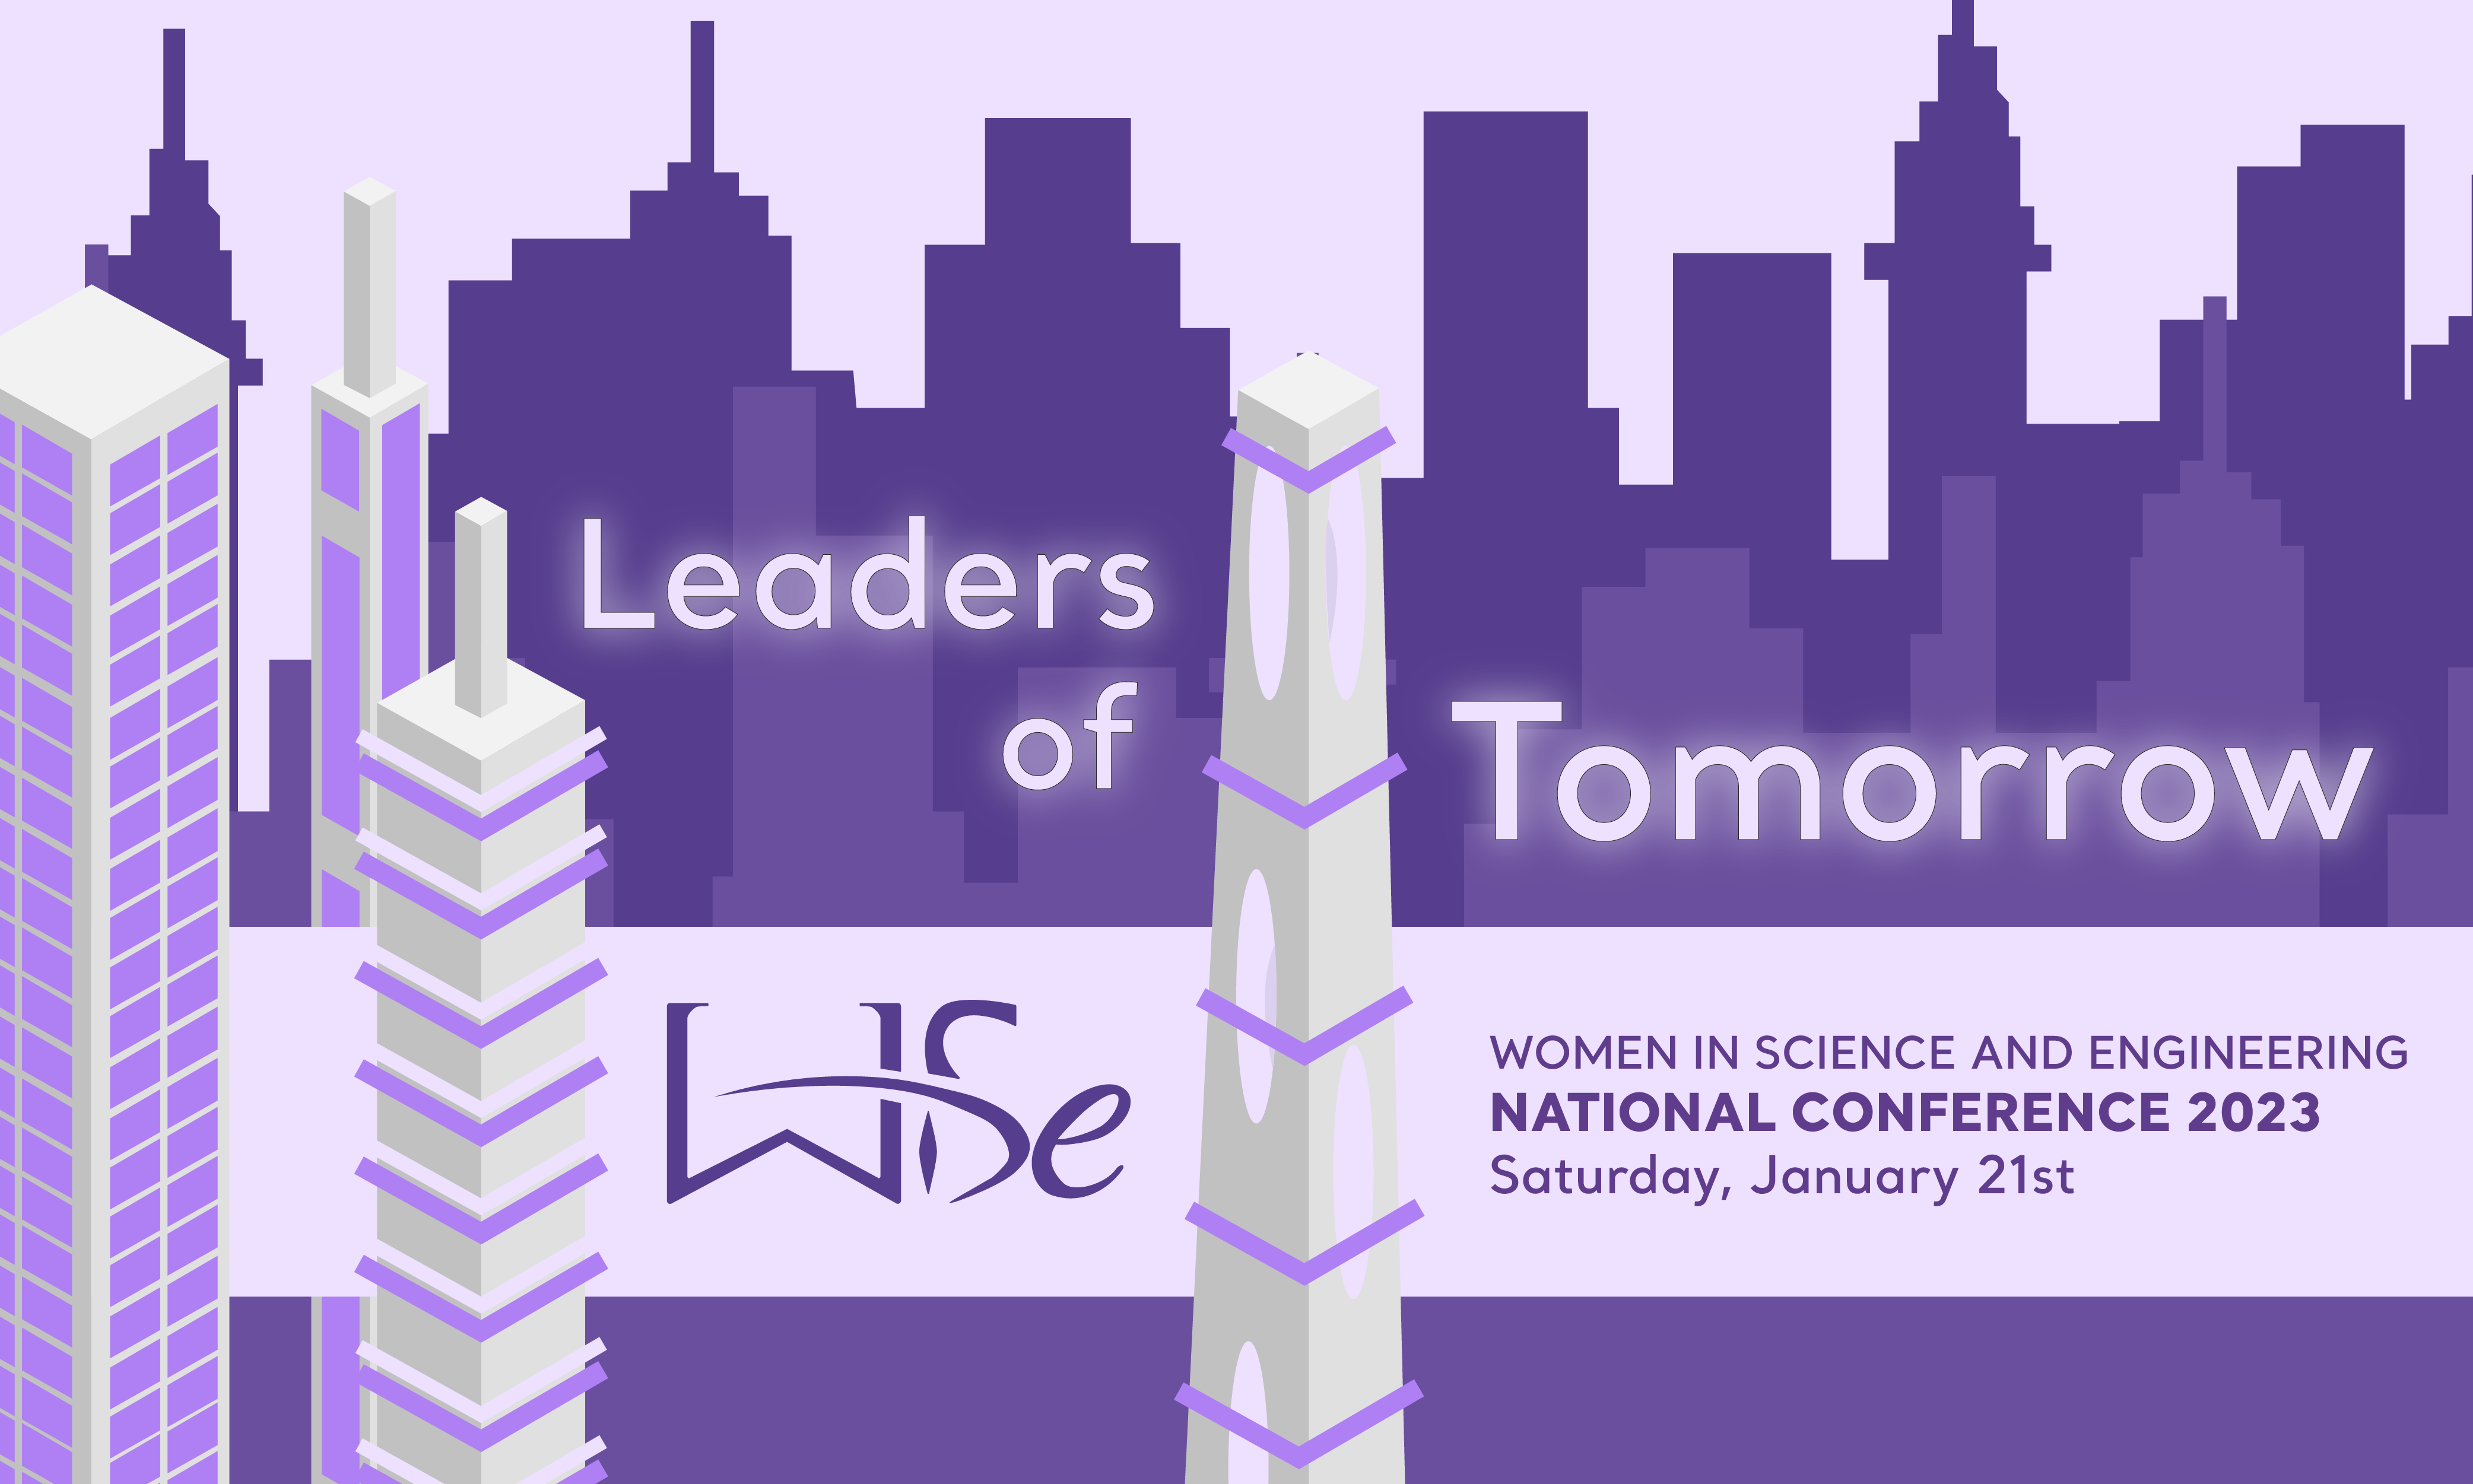 Leaders
of
Tomorrow
WiSe
WOMEN IN SCIENCE AND ENGINEERING
NATIONAL CONFERENCE 2023
Saturday, January 21st